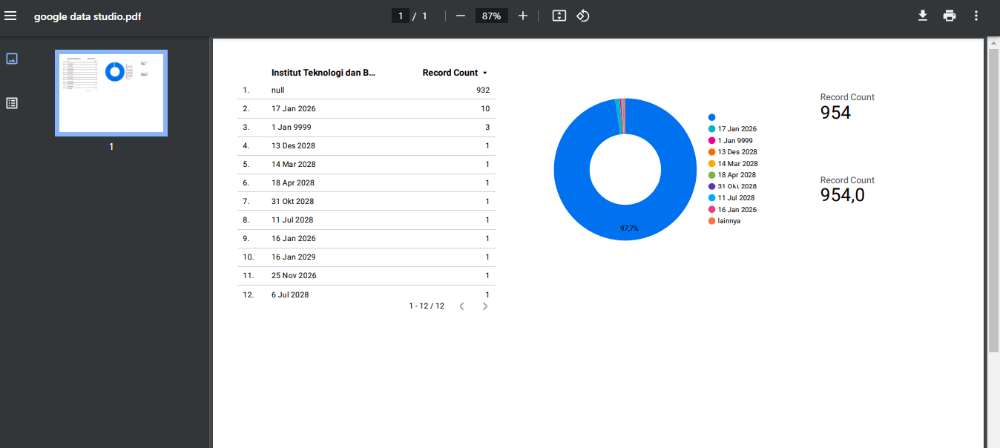 google data studio.pdf
1 / 1
87%
1
Institut Teknologi dan B... Record Count
1. null 932
2. 17 Jan 2026 10
3. 1 Jan 9999 3
4. 13 Des 2028 1
5. 14 Mar 2028 1
6. 18 Apr 2028 1
7. 31 Okt 2028 1
8. 11 Jul 2028 1
9. 16 Jan 2026 1
10. 16 Jan 2029 1
11. 25 Nov 2026 1
12. 6 Jul 2028 1
1 - 12 / 12
97,7%
17 Jan 2026
1 Jan 9999
13 Des 2028
14 Mar 2028
18 Apr 2028
31 Okt 2028
11 Jul 2028
16 Jan 2026
lainnya
Record Count
954
Record Count
954,0